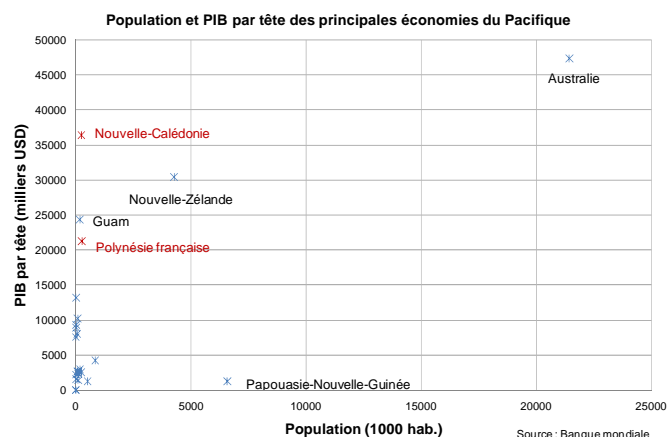 Population et PIB par tête des principales économies du Pacifique
PIB par tête (milliers USD)
50000
45000
40000
35000
30000
25000
20000
15000
10000
5000
0
Australie
Nouvelle-Calédonie
Nouvelle-Zélande
Guam
Polynésie française
Papouasie-Nouvelle-Guinée
0 5000 10000 15000 20000 25000
Population (1000 hab.)
Source : Banque mondiale